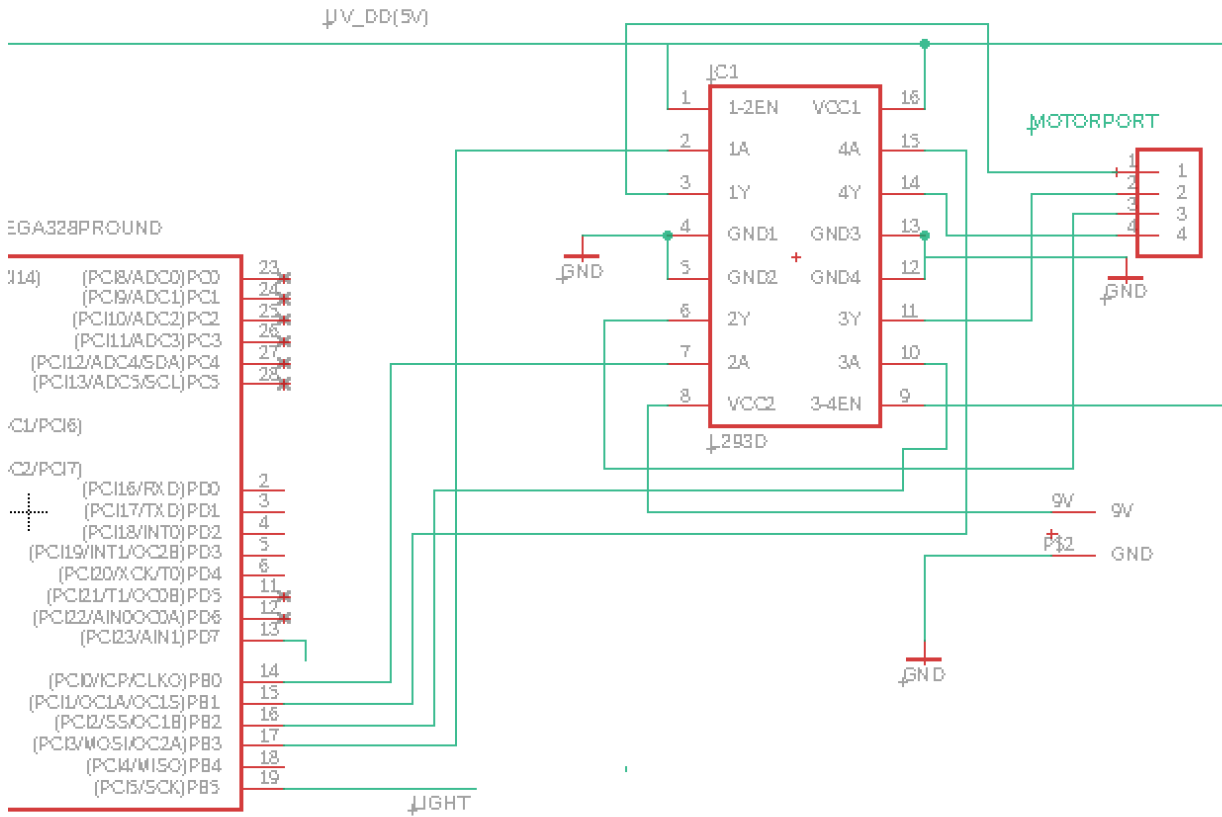 UV_DD(5V)
IC1
1 1-2EN VCC1 16
2 1A 4A 15
3 1Y 4Y 14
4 GND1 GND3 13
5 GND2 GND4 12
6 2Y 3Y 11
7 2A 3A 10
8 VCC2 3-4EN 9
L293D
GND
MOTORPORT
1 1
2 2
3 3
4 4
GND
9V 9V
P$2 GND
GND
EGA328PROUND
I14) (PCI8/ADC0)PC0 23
(PCI9/ADC1)PC1 24
(PCI10/ADC2)PC2 25
(PCI11/ADC3)PC3 26
(PCI12/ADC4/SDA)PC4 27
(PCI13/ADC5/SCL)PC5 28
C1/PCI6)
C2/PCI7)
(PCI16/RXD)PD0 2
(PCI17/TXD)PD1 3
(PCI18/INT0)PD2 4
(PCI19/INT1/OC2B)PD3 5
(PCI20/XCK/T0)PD4 6
(PCI21/T1/OC0B)PD5 11
(PCI22/AIN0OC0A)PD6 12
(PCI23/AIN1)PD7 13
(PCI0/ICP/CLKO)PB0 14
(PCI1/OC1A/OC1S)PB1 15
(PCI2/SS/OC1B)PB2 16
(PCI3/MOSI/OC2A)PB3 17
(PCI4/MISO)PB4 18
(PCI5/SCK)PB5 19
LIGHT